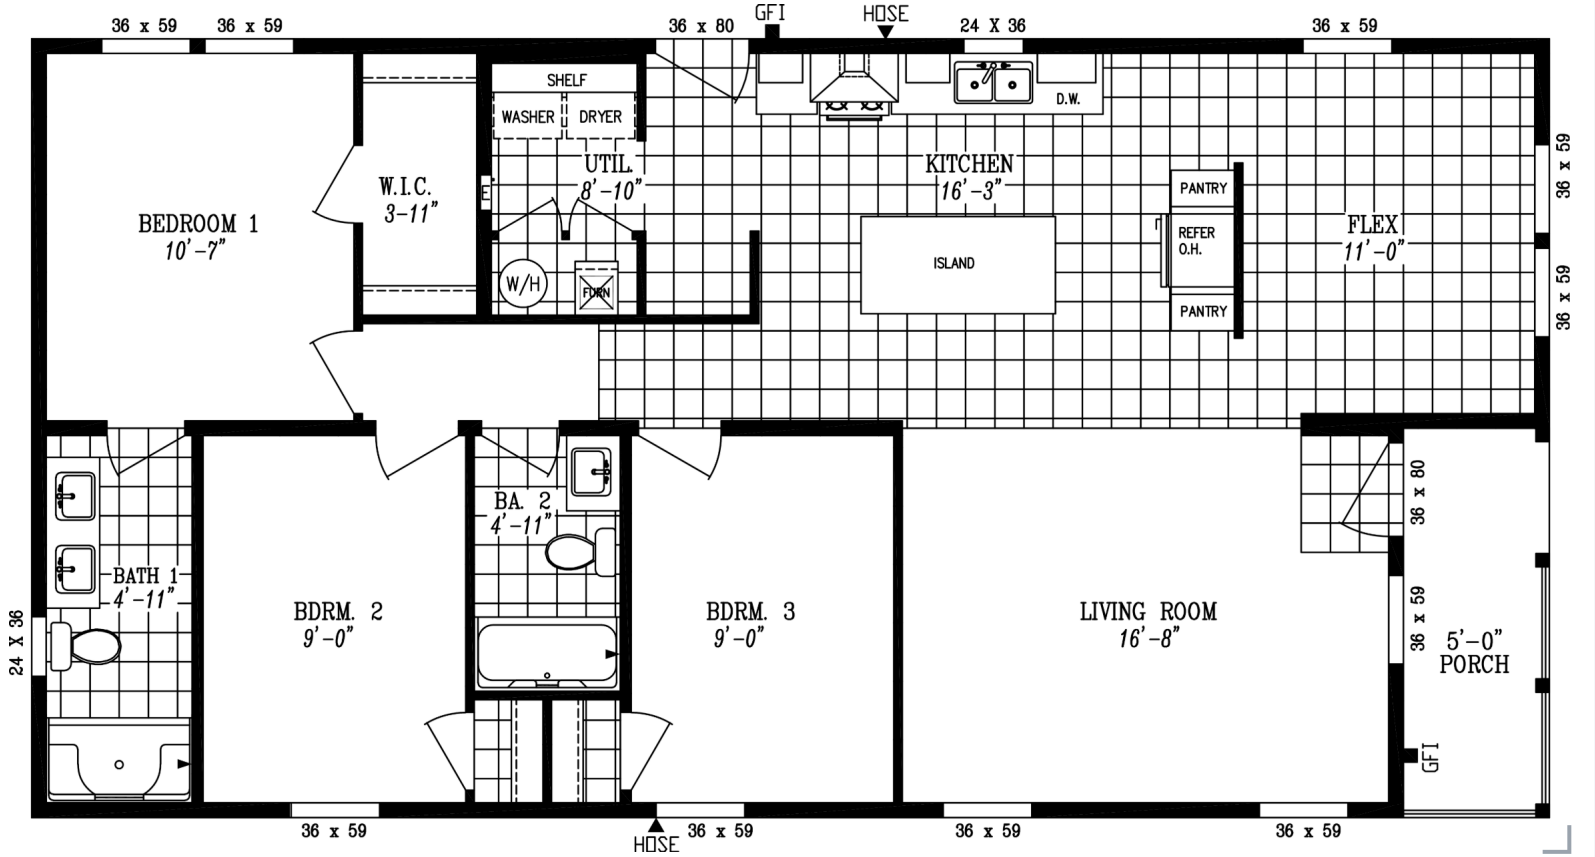 GFI
HOSE
36 x 59
36 x 59
36 x 80
24 X 36
36 x 59
SHELF
WASHER
DRYER
D.W.
UTIL.
8'-10"
KITCHEN
16'-3"
W.I.C.
3-11"
E
BEDROOM 1
10'-7"
PANTRY
REFER
O.H.
PANTRY
FLEX
11'-0"
36 x 59
36 x 59
ISLAND
W/H
FURN
BA. 2
4'-11"
36 x 80
BATH 1
4'-11"
24 X 36
BDRM. 2
9'-0"
BDRM. 3
9'-0"
LIVING ROOM
16'-8"
36 x 59
5'-0"
PORCH
GFI
36 x 59
HOSE
36 x 59
36 x 59
36 x 59